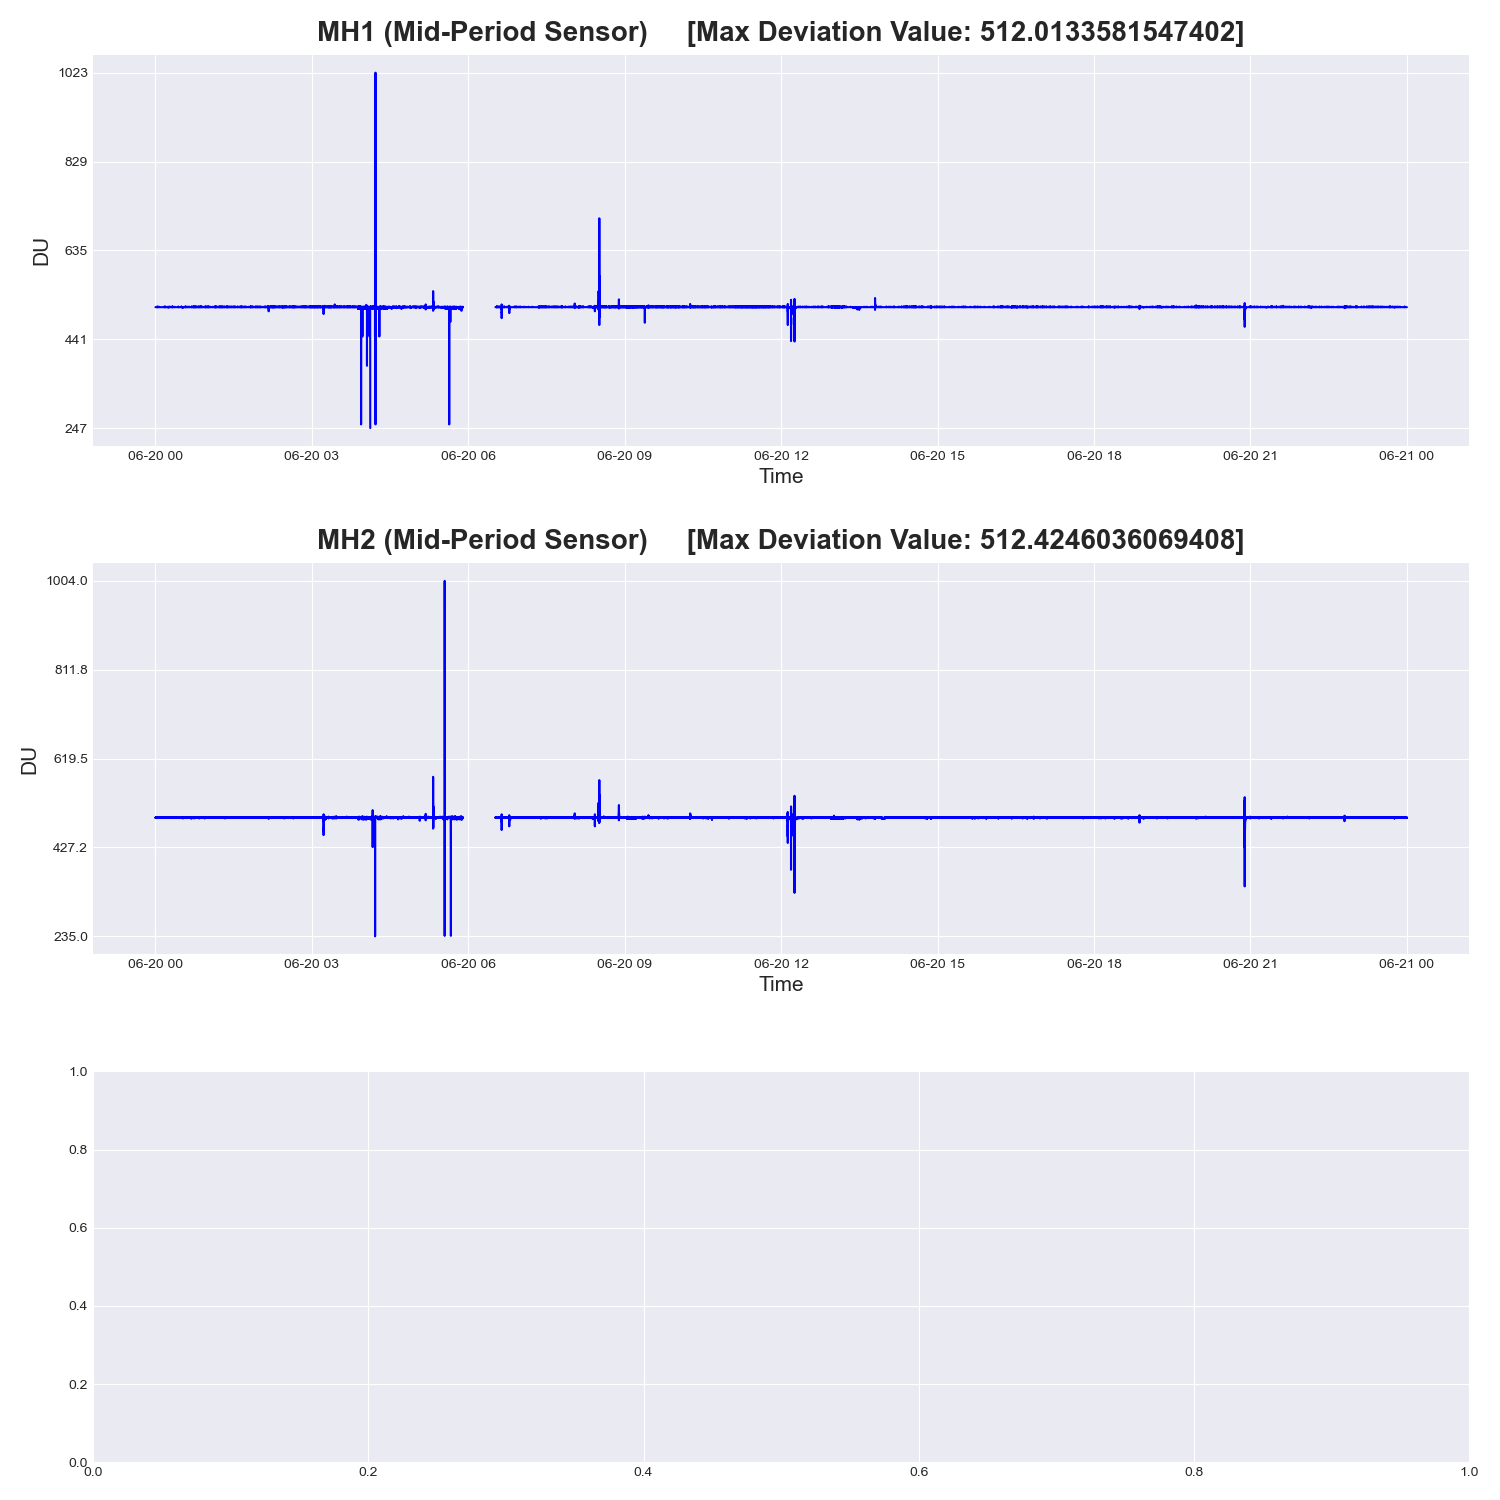 MH1 (Mid-Period Sensor) [Max Deviation Value: 512.0133581547402]
1023
829
635
441
247
DU
06-20 00 06-20 03 06-20 06 06-20 09 06-20 12 06-20 15 06-20 18 06-20 21 06-21 00
Time
MH2 (Mid-Period Sensor) [Max Deviation Value: 512.4246036069408]
1004.0
811.8
619.5
427.2
235.0
DU
06-20 00 06-20 03 06-20 06 06-20 09 06-20 12 06-20 15 06-20 18 06-20 21 06-21 00
Time
1.0
0.8
0.6
0.4
0.2
0.0
0.0 0.2 0.4 0.6 0.8 1.0